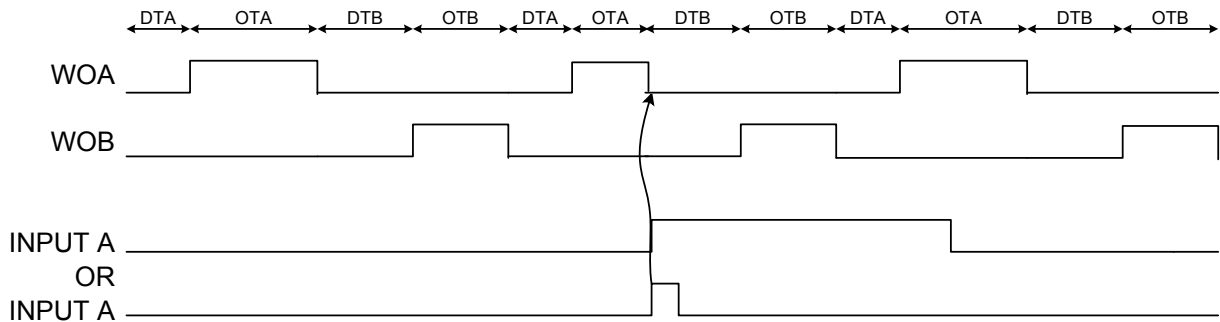 DTA OTA DTB OTB DTA OTA DTB OTB DTA OTA DTB OTB
WOA
WOB
INPUT A
OR
INPUT A